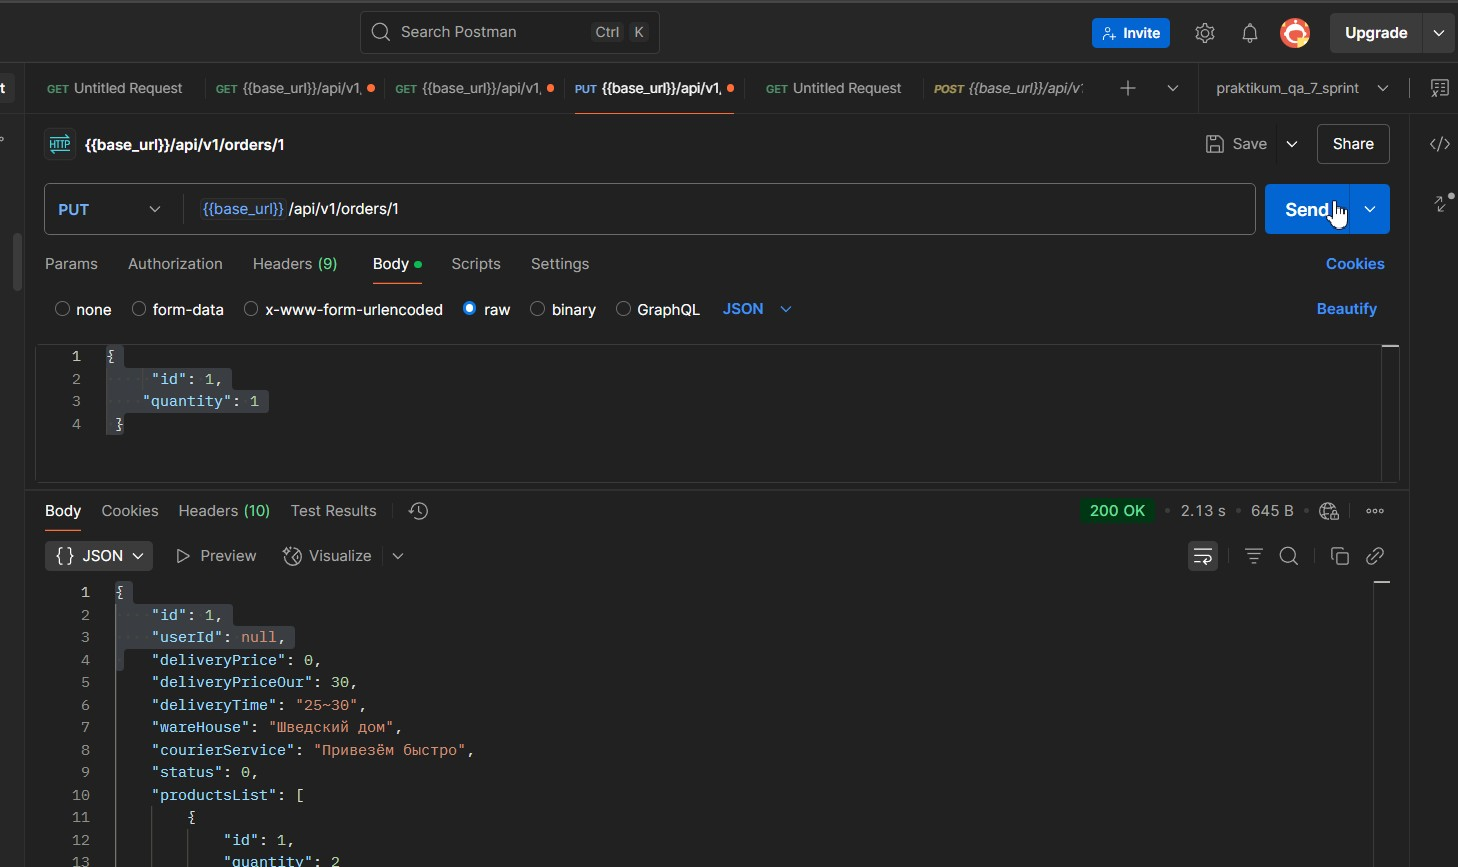 Search Postman Ctrl K Invite Upgrade
t GET Untitled Request GET {{base_url}}/api/v1, GET {{base_url}}/api/v1, PUT {{base_url}}/api/v1, GET Untitled Request POST {{base_url}}/api/v1 praktikum_qa_7_sprint
HTTP {{base_url}}/api/v1/orders/1 Save Share
PUT {{base_url}} /api/v1/orders/1 Send
Params Authorization Headers (9) Body Scripts Settings Cookies
none form-data x-www-form-urlencoded raw binary GraphQL JSON Beautify
1 {
2 "id": 1,
3 "quantity": 1
4 }
Body Cookies Headers (10) Test Results 200 OK 2.13 s 645 B
{} JSON Preview Visualize
1 {
2 "id": 1,
3 "userId": null,
4 "deliveryPrice": 0,
5 "deliveryPriceOur": 30,
6 "deliveryTime": "25~30",
7 "wareHouse": "Шведский дом",
8 "courierService": "Привезём быстро",
9 "status": 0,
10 "productsList": [
11 {
12 "id": 1,
13 "quantity": 2